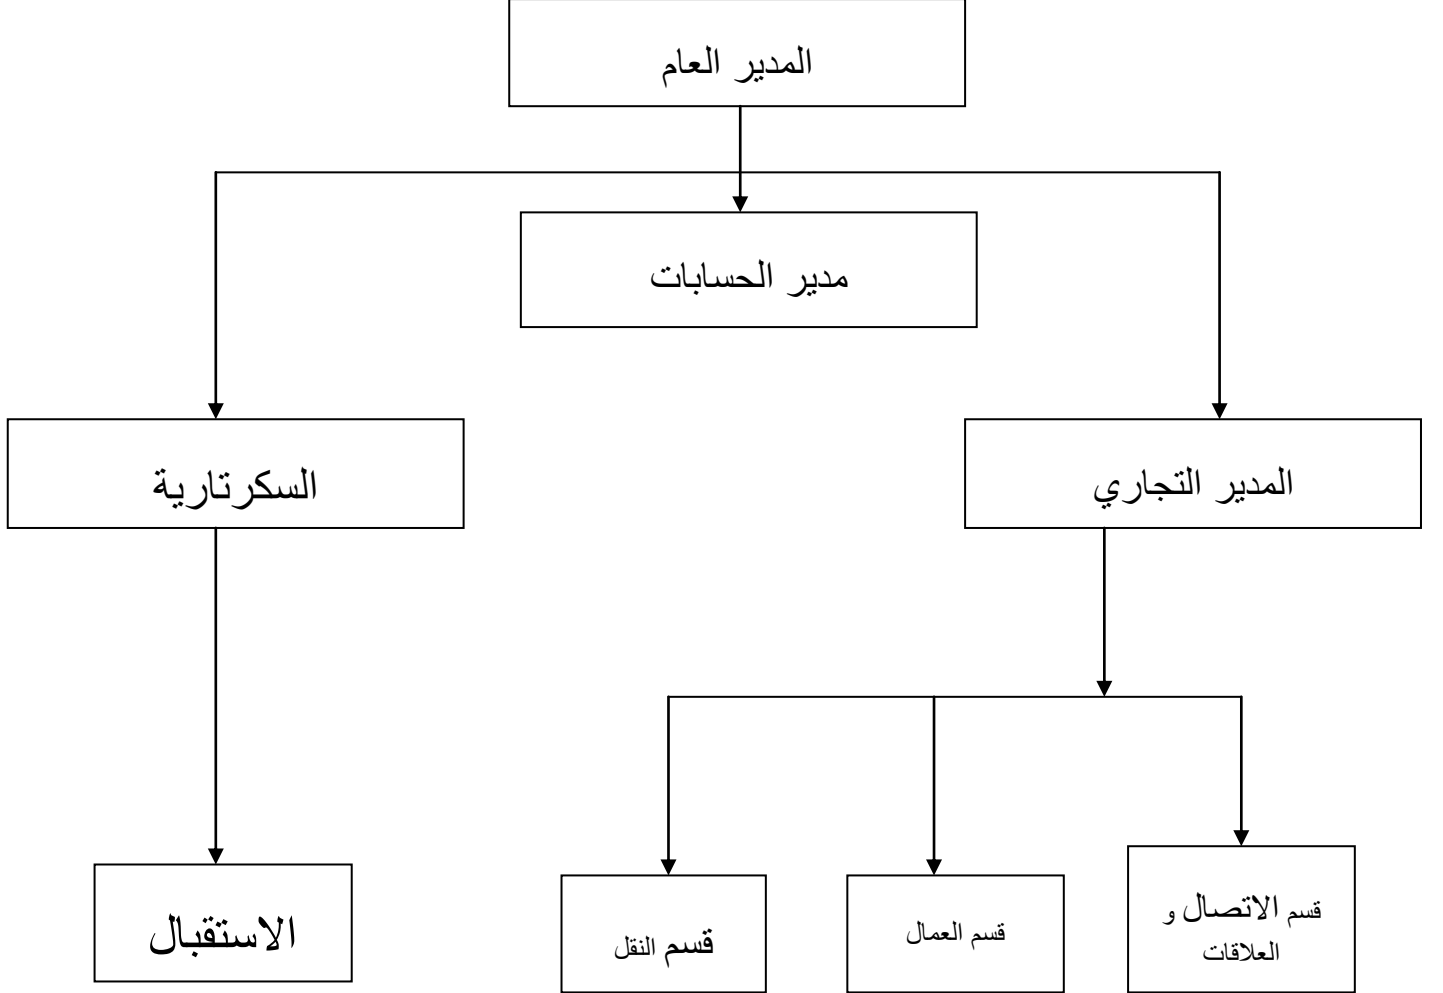 المدير العام
مدير الحسابات
المدير التجاري
السكرتارية
قسم الاتصال و
العلاقات
قسم العمال
قسم النقل
الاستقبال